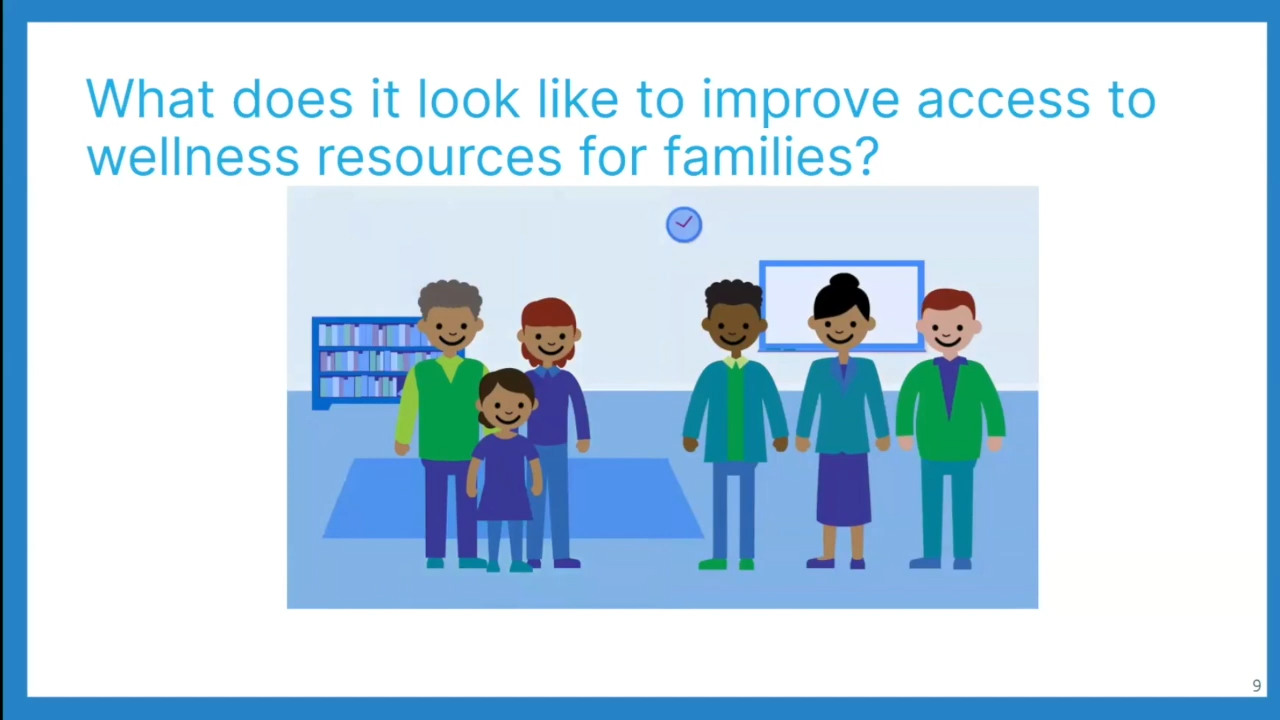 What does it look like to improve access to
wellness resources for families?
9